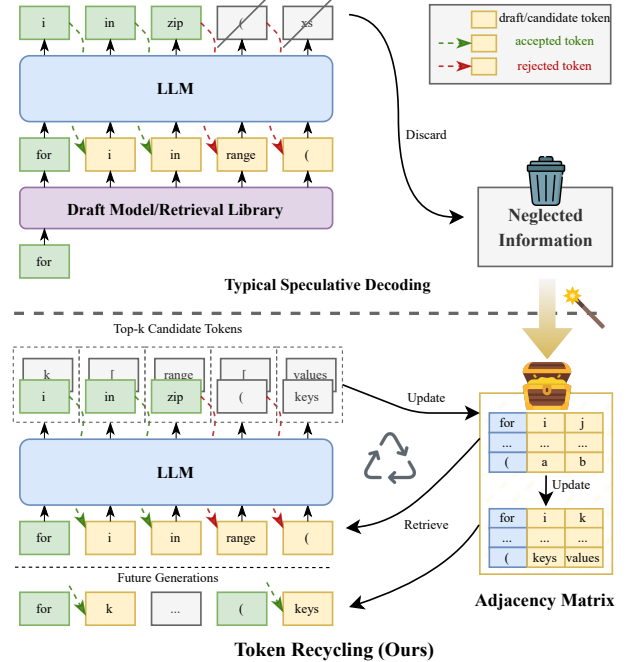 i in zip ( xs
draft/candidate token
accepted token
rejected token
LLM
for i in range (
Discard
Draft Model/Retrieval Library
for
Neglected
Information
Typical Speculative Decoding
Top-k Candidate Tokens
k [ range [ values
i in zip ( keys
Update
for i j
... ... ...
( a b
LLM
Update
for i in range (
Retrieve
for i k
... ... ...
( keys values
Future Generations
for k ... ( keys
Adjacency Matrix
Token Recycling (Ours)